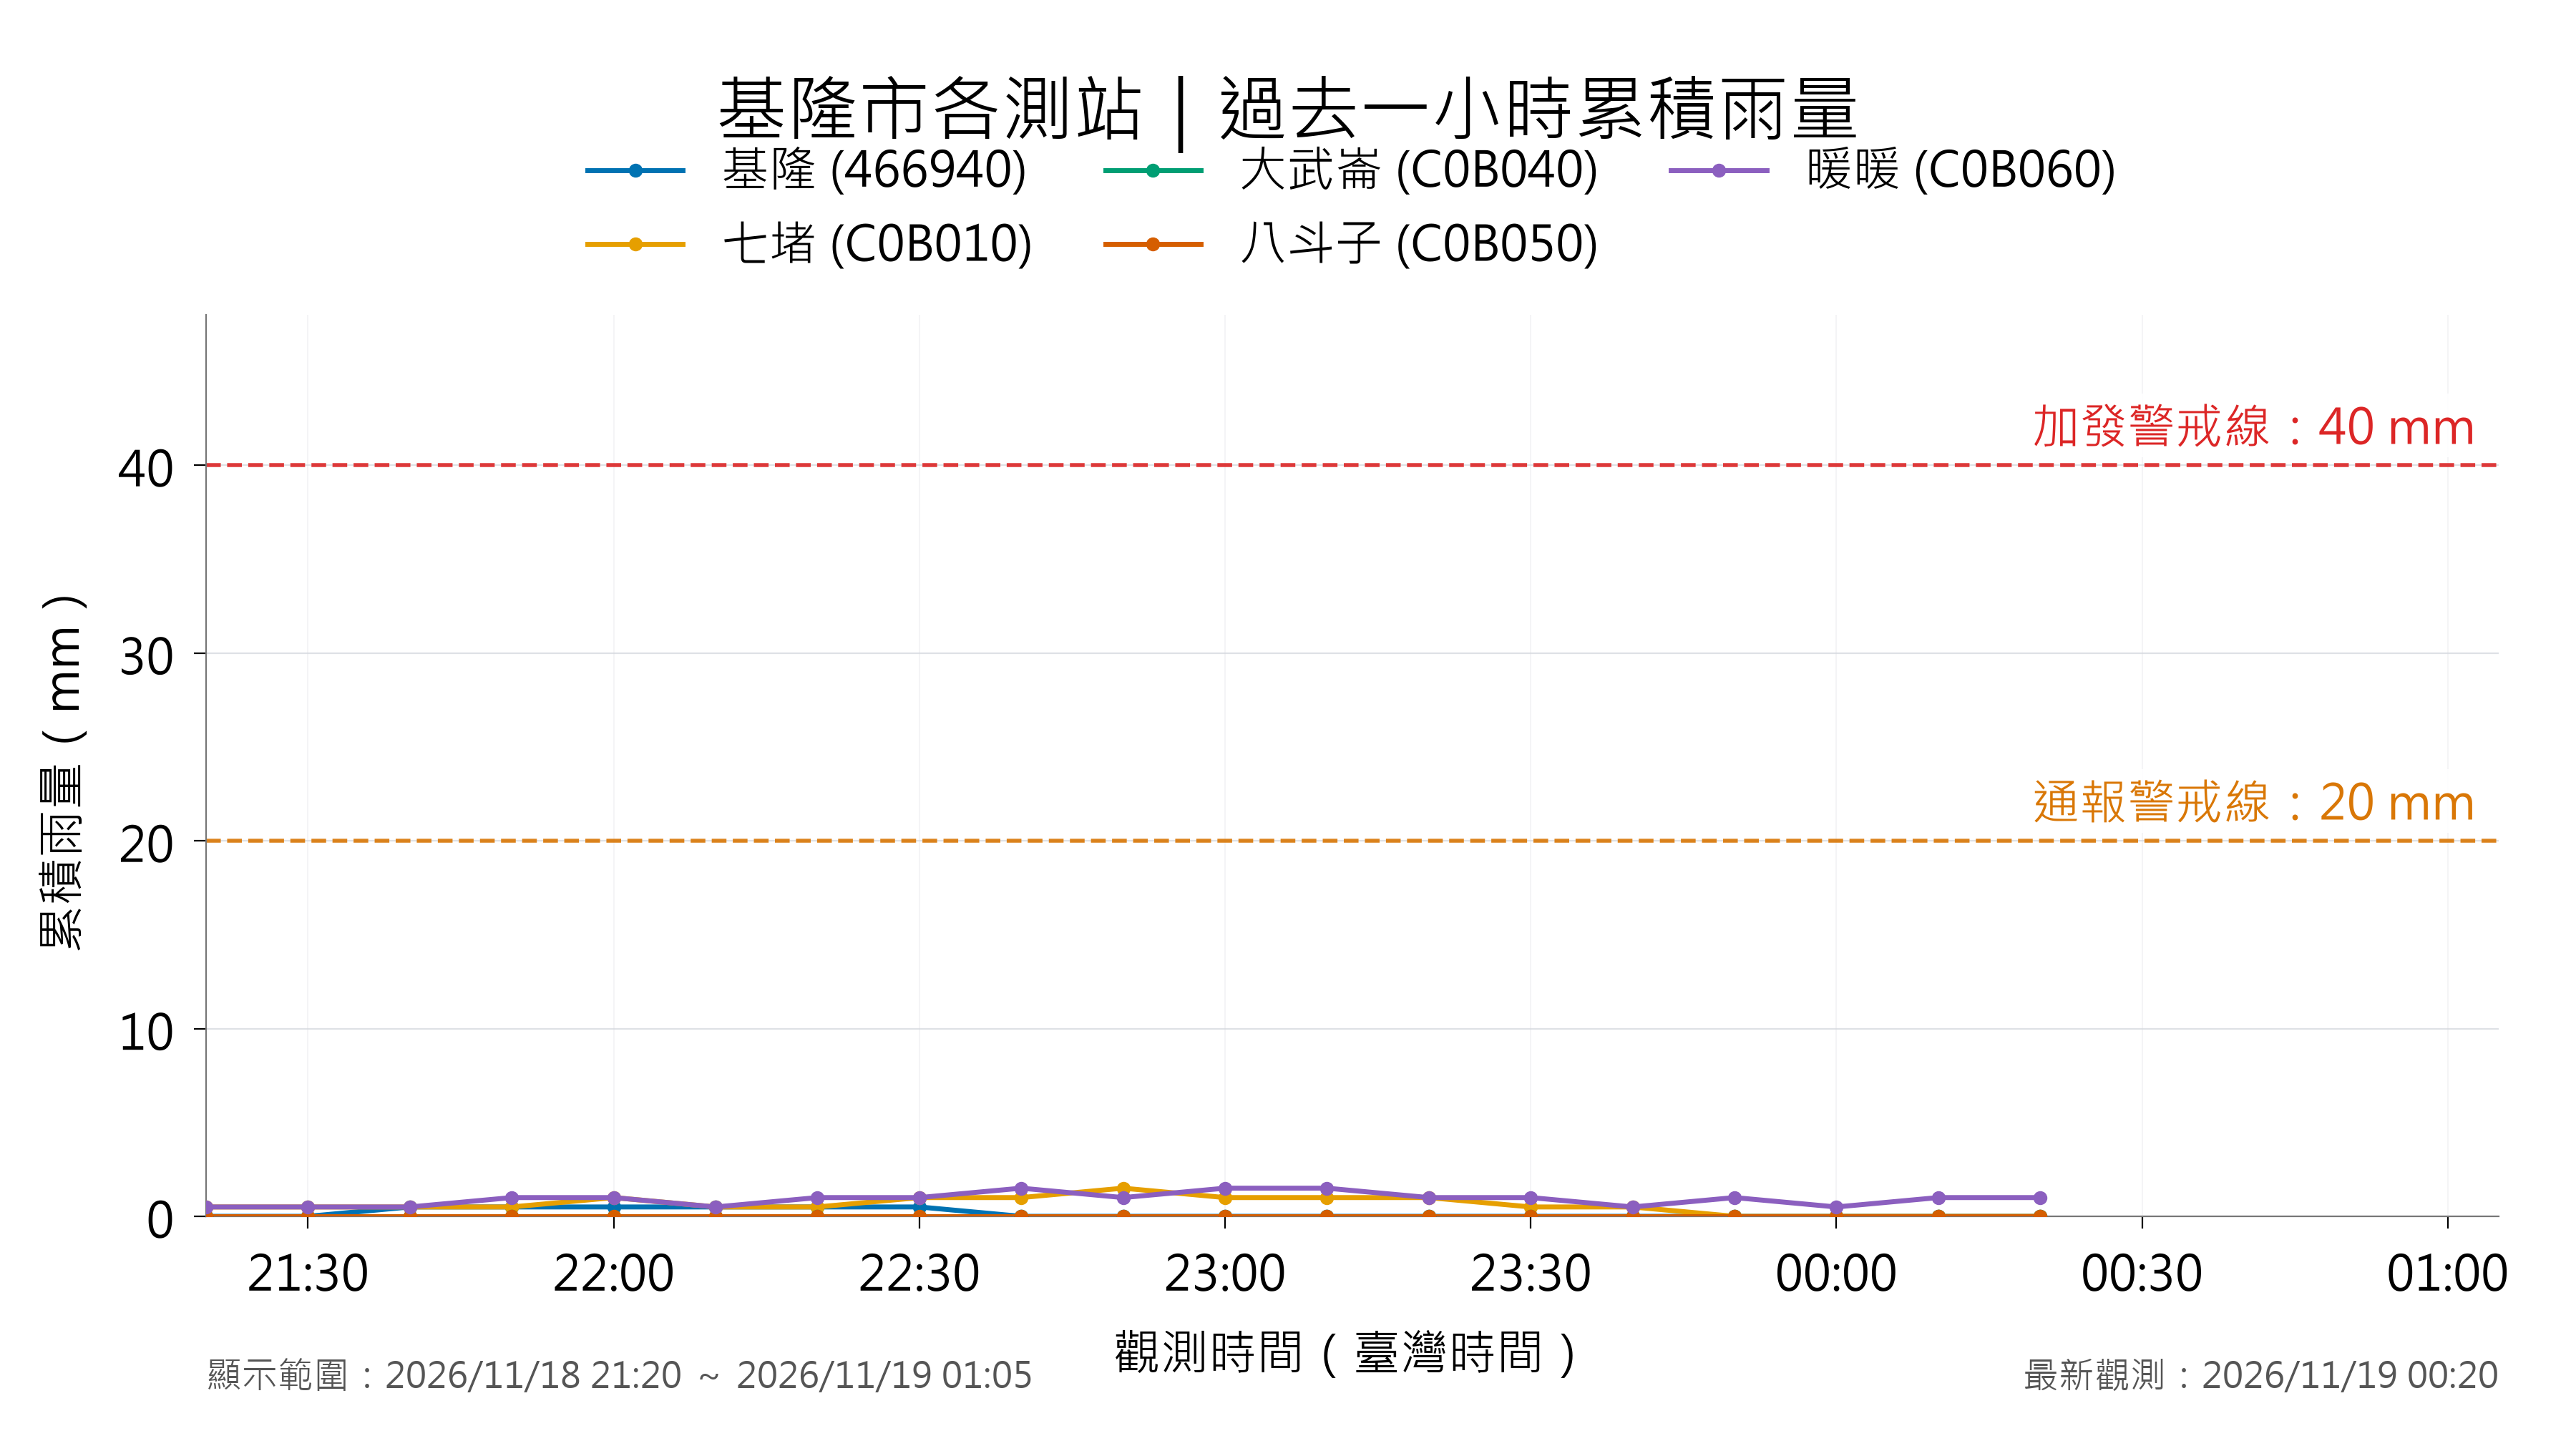 基隆市各測站｜過去一小時累積雨量
基隆 (466940)
大武崙 (C0B040)
暖暖 (C0B060)
七堵 (C0B010)
八斗子 (C0B050)
加發警戒線：40 mm
通報警戒線：20 mm
累積雨量（mm）
40
30
20
10
0
21:30
22:00
22:30
23:00
23:30
00:00
00:30
01:00
觀測時間（臺灣時間）
顯示範圍：2026/11/18 21:20 ~ 2026/11/19 01:05
最新觀測：2026/11/19 00:20